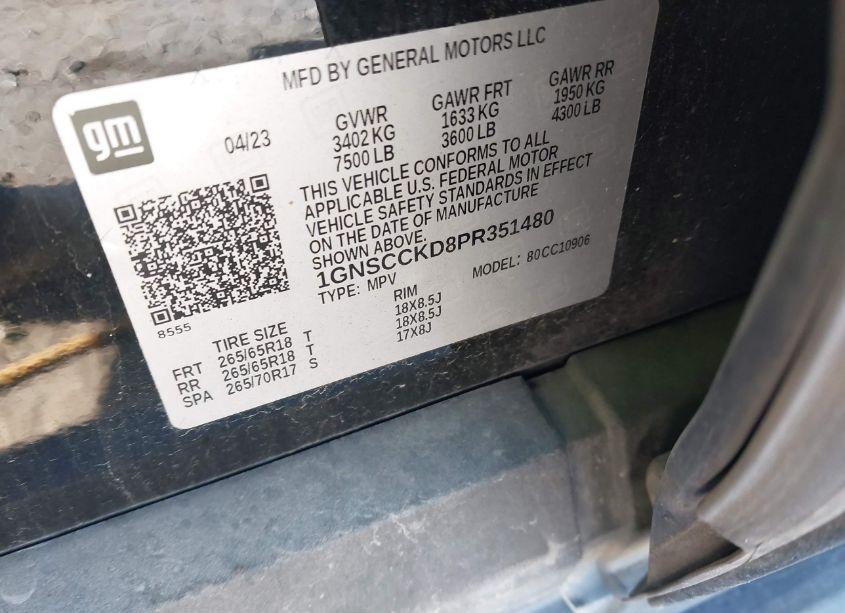 MFD BY GENERAL MOTORS LLC
gm
04/23
GVWR
3402 KG
7500 LB
GAWR FRT
1633 KG
3600 LB
GAWR RR
1950 KG
4300 LB
THIS VEHICLE CONFORMS TO ALL
APPLICABLE U.S. FEDERAL MOTOR
VEHICLE SAFETY STANDARDS IN EFFECT
ON THE DATE OF MANUFACTURE
SHOWN ABOVE.
1GNSCCKD8PR351480
TYPE: MPV MODEL: 80CC10906
8555
TIRE SIZE RIM
FRT 265/65R18 T 18X8.5J
RR 265/65R18 T 18X8.5J
SPA 265/70R17 S 17X8J